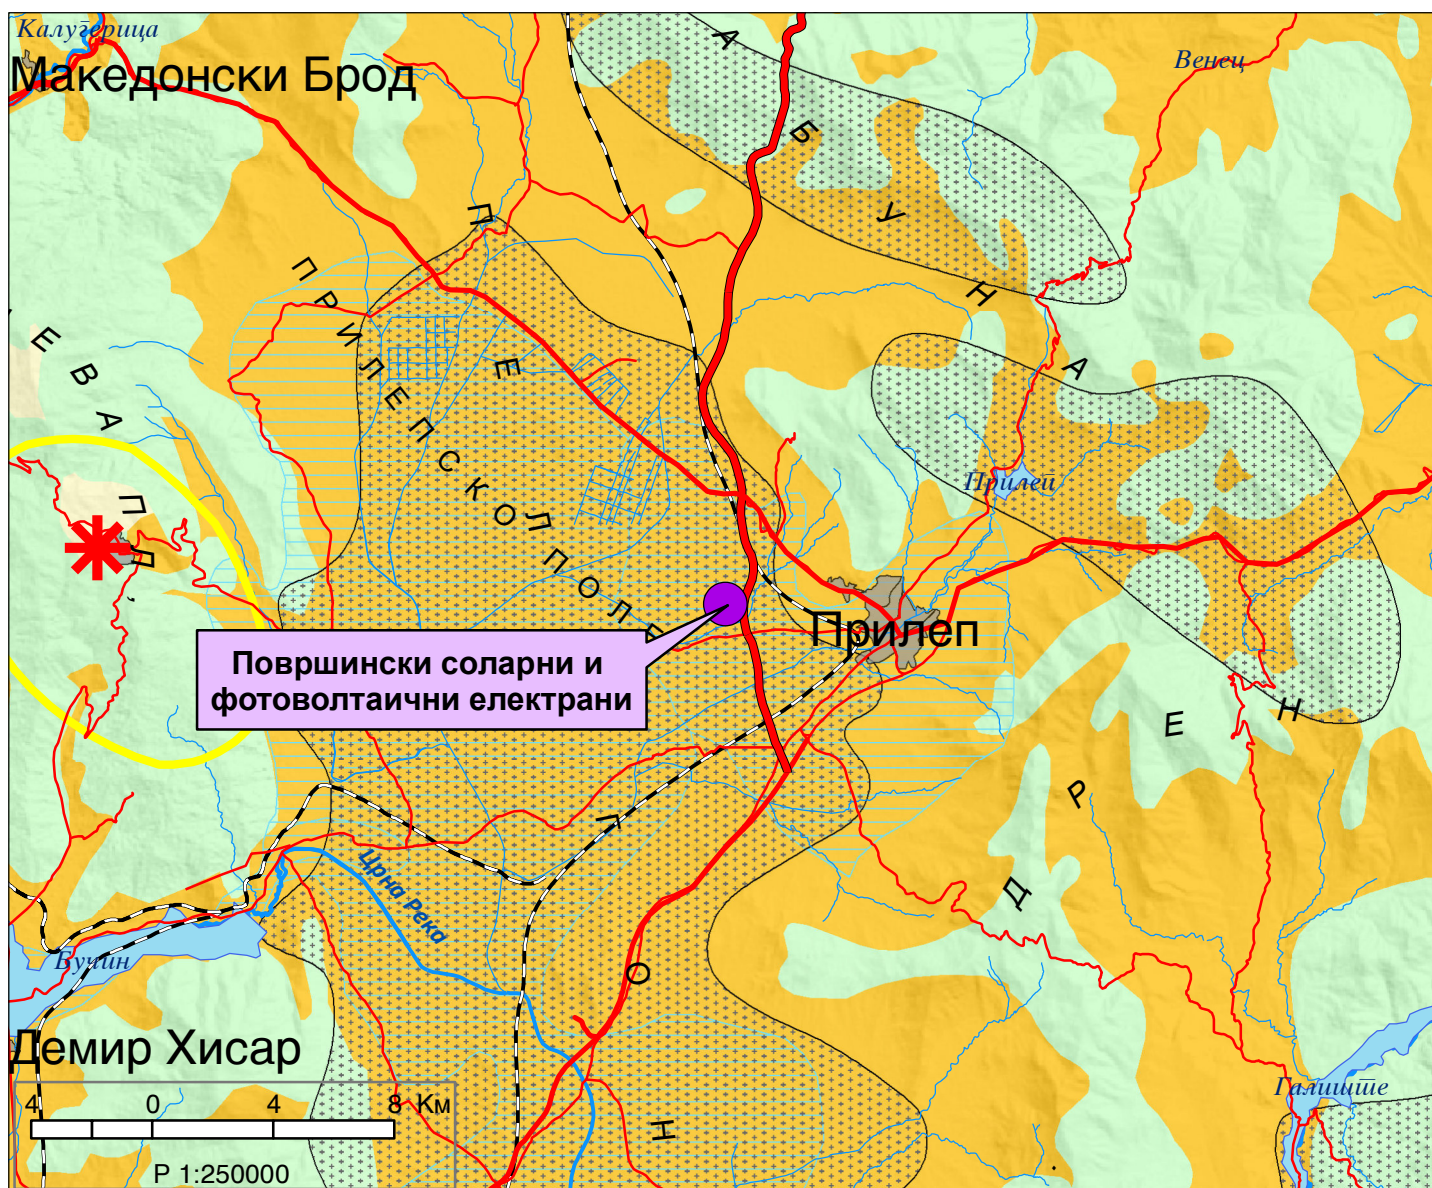 Калугерица
Македонски Брод
Венец
БАБУНА
ПРИЛЕПСКО ПОЛЕ
ПЕЛАГОН
Прилеп
Прилеп
Површински соларни и
фотоволтаични електрани
ДРЕН
Црна Река
Вучин
Демир Хисар
Галиште
4 0 4 8 Км
Р 1:250000